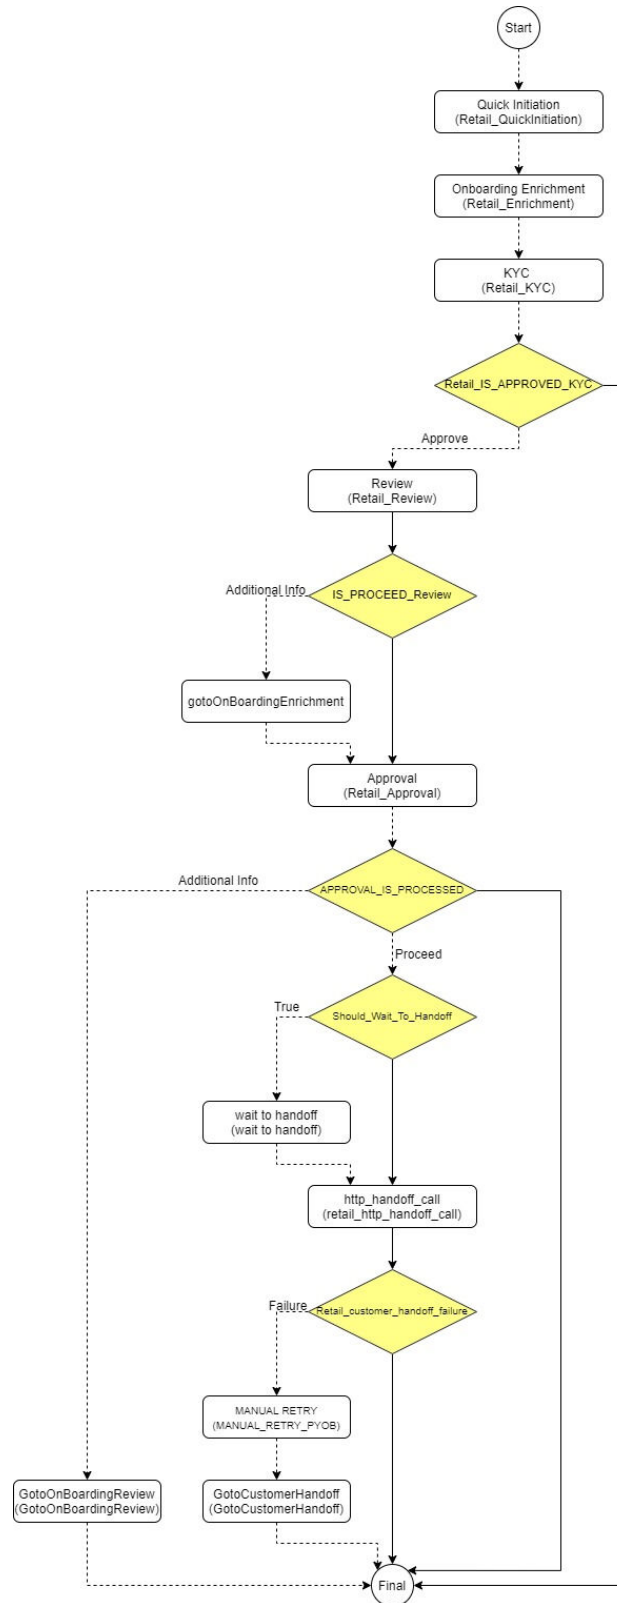 Start
Quick Initiation
(Retail_QuickInitiation)
Onboarding Enrichment
(Retail_Enrichment)
KYC
(Retail_KYC)
Retail_IS_APPROVED_KYC
Approve
Review
(Retail_Review)
Additional Info
IS_PROCEED_Review
gotoOnBoardingEnrichment
Approval
(Retail_Approval)
Additional Info
APPROVAL_IS_PROCESSED
Proceed
True
Should_Wait_To_Handoff
wait to handoff
(wait to handoff)
http_handoff_call
(retail_http_handoff_call)
Failure
Retail_customer_handoff_failure
MANUAL RETRY
(MANUAL_RETRY_PYOB)
GotoOnBoardingReview
(GotoOnBoardingReview)
GotoCustomerHandoff
(GotoCustomerHandoff)
Final